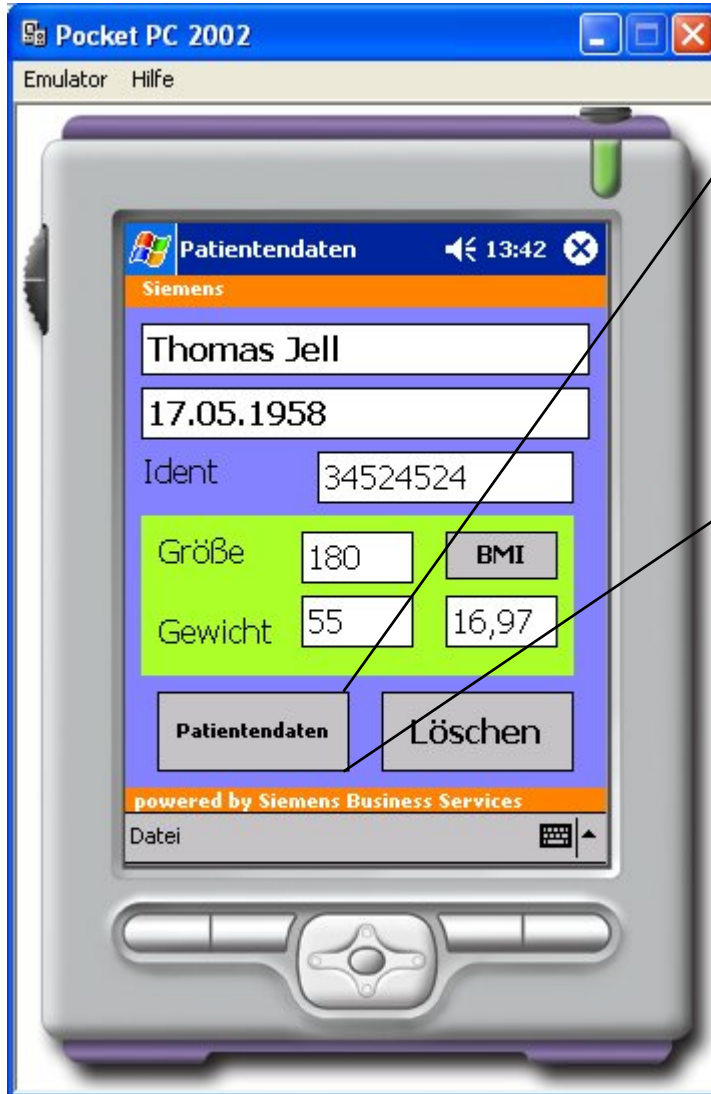 Pocket PC 2002
Emulator Hilfe
Patientendaten 13:42
Siemens
Thomas Jell
17.05.1958
Ident 34524524
Größe 180 BMI
Gewicht 55 16,97
Patientendaten Löschen
powered by Siemens Business Services
Datei